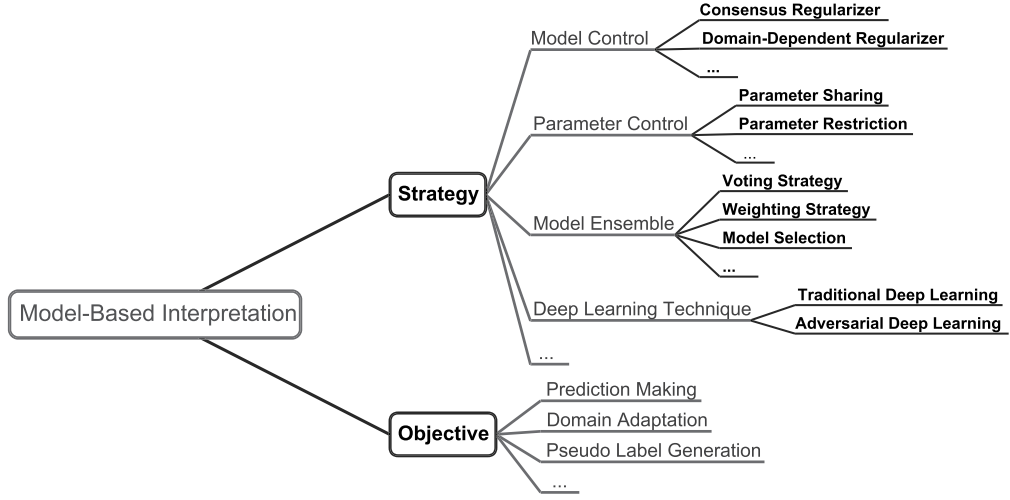 Model-Based Interpretation
Strategy
Model Control
Consensus Regularizer
Domain-Dependent Regularizer
...
Parameter Control
Parameter Sharing
Parameter Restriction
...
Model Ensemble
Voting Strategy
Weighting Strategy
Model Selection
...
Deep Learning Technique
Traditional Deep Learning
Adversarial Deep Learning
...
Objective
Prediction Making
Domain Adaptation
Pseudo Label Generation
...